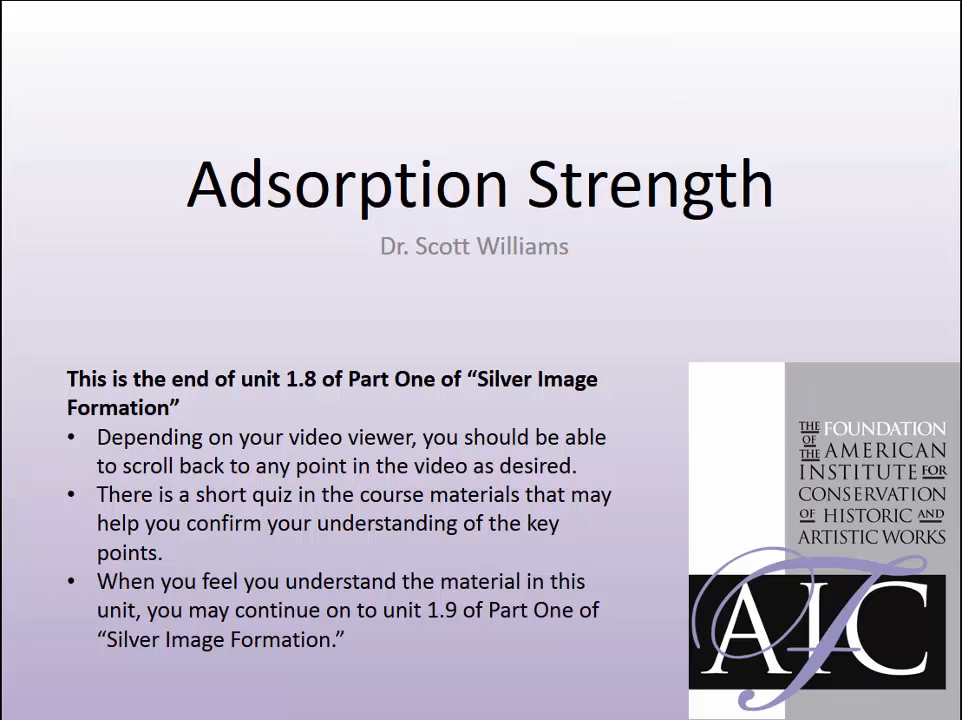 Adsorption Strength
Dr. Scott Williams
This is the end of unit 1.8 of Part One of “Silver Image
Formation”
• Depending on your video viewer, you should be able
to scroll back to any point in the video as desired.
• There is a short quiz in the course materials that may
help you confirm your understanding of the key
points.
• When you feel you understand the material in this
unit, you may continue on to unit 1.9 of Part One of
“Silver Image Formation.”
THE FOUNDATION
OF
THE AMERICAN
INSTITUTE FOR
CONSERVATION
OF HISTORIC AND
ARTISTIC WORKS
FAIC